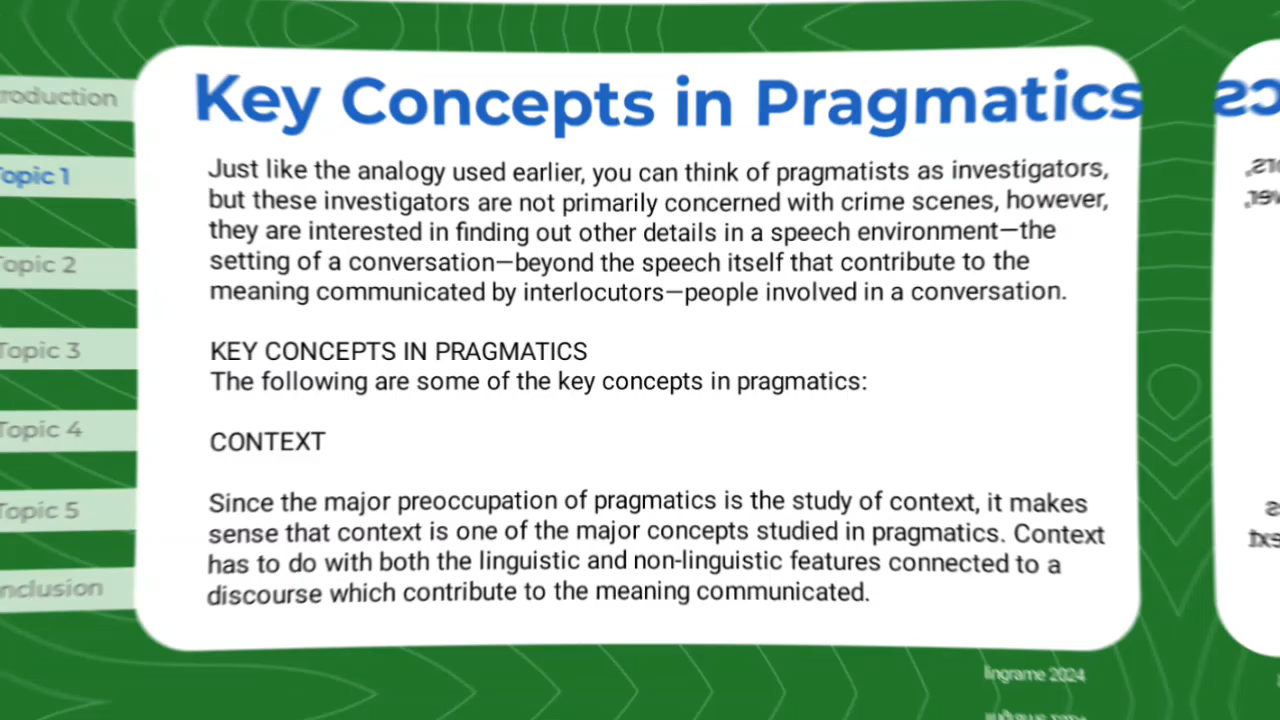 Key Concepts in Pragmatics
Just like the analogy used earlier, you can think of pragmatists as investigators,
but these investigators are not primarily concerned with crime scenes, however,
they are interested in finding out other details in a speech environment—the
setting of a conversation—beyond the speech itself that contribute to the
meaning communicated by interlocutors—people involved in a conversation.
KEY CONCEPTS IN PRAGMATICS
The following are some of the key concepts in pragmatics:
CONTEXT
Since the major preoccupation of pragmatics is the study of context, it makes
sense that context is one of the major concepts studied in pragmatics. Context
has to do with both the linguistic and non-linguistic features connected to a
discourse which contribute to the meaning communicated.
roduction
Topic 1
Topic 2
Topic 3
Topic 4
Topic 5
nclusion
lingrame 2024